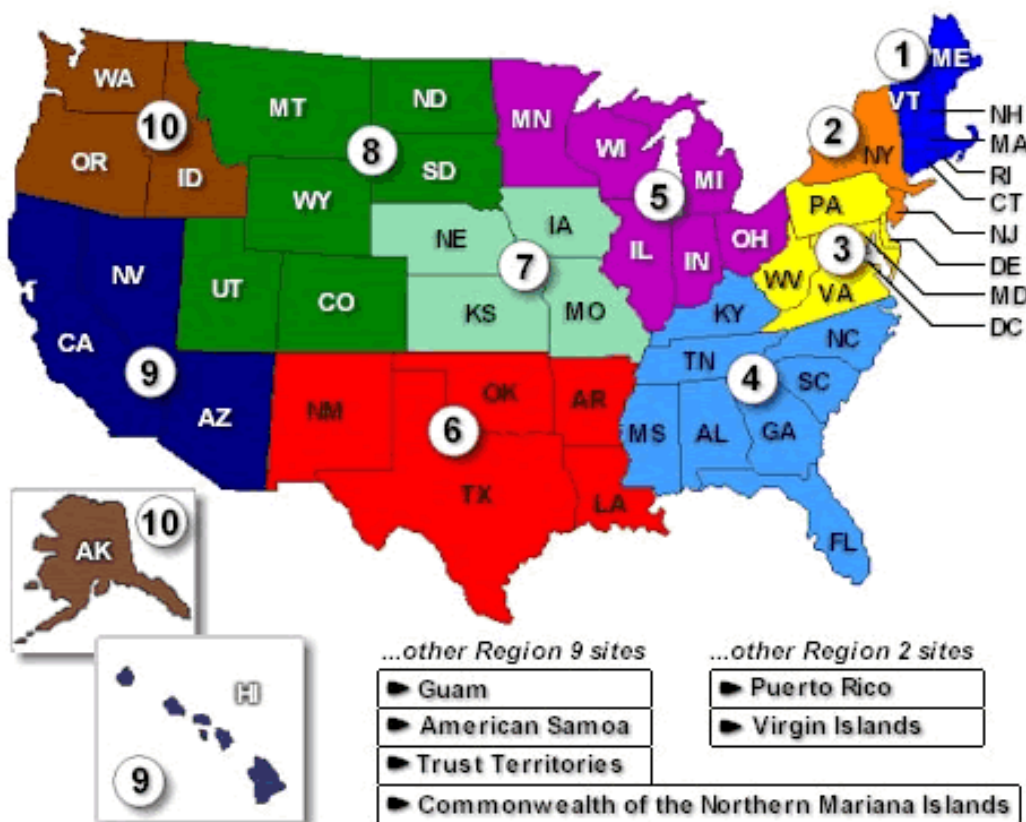 1
ME
WA
VT
MT
ND
NH
MN
10
2
MA
8
WI
NY
OR
ID
SD
MI
RI
5
WY
PA
CT
IA
NE
OH
NJ
IL
IN
3
NV
7
DE
UT
WV
CO
VA
MD
KS
MO
KY
DC
CA
NC
TN
9
4
SC
OK
AZ
NM
AR
6
MS
AL
GA
TX
LA
10
FL
AK
...other Region 9 sites
...other Region 2 sites
HI
Guam
Puerto Rico
American Samoa
Virgin Islands
Trust Territories
9
Commonwealth of the Northern Mariana Islands